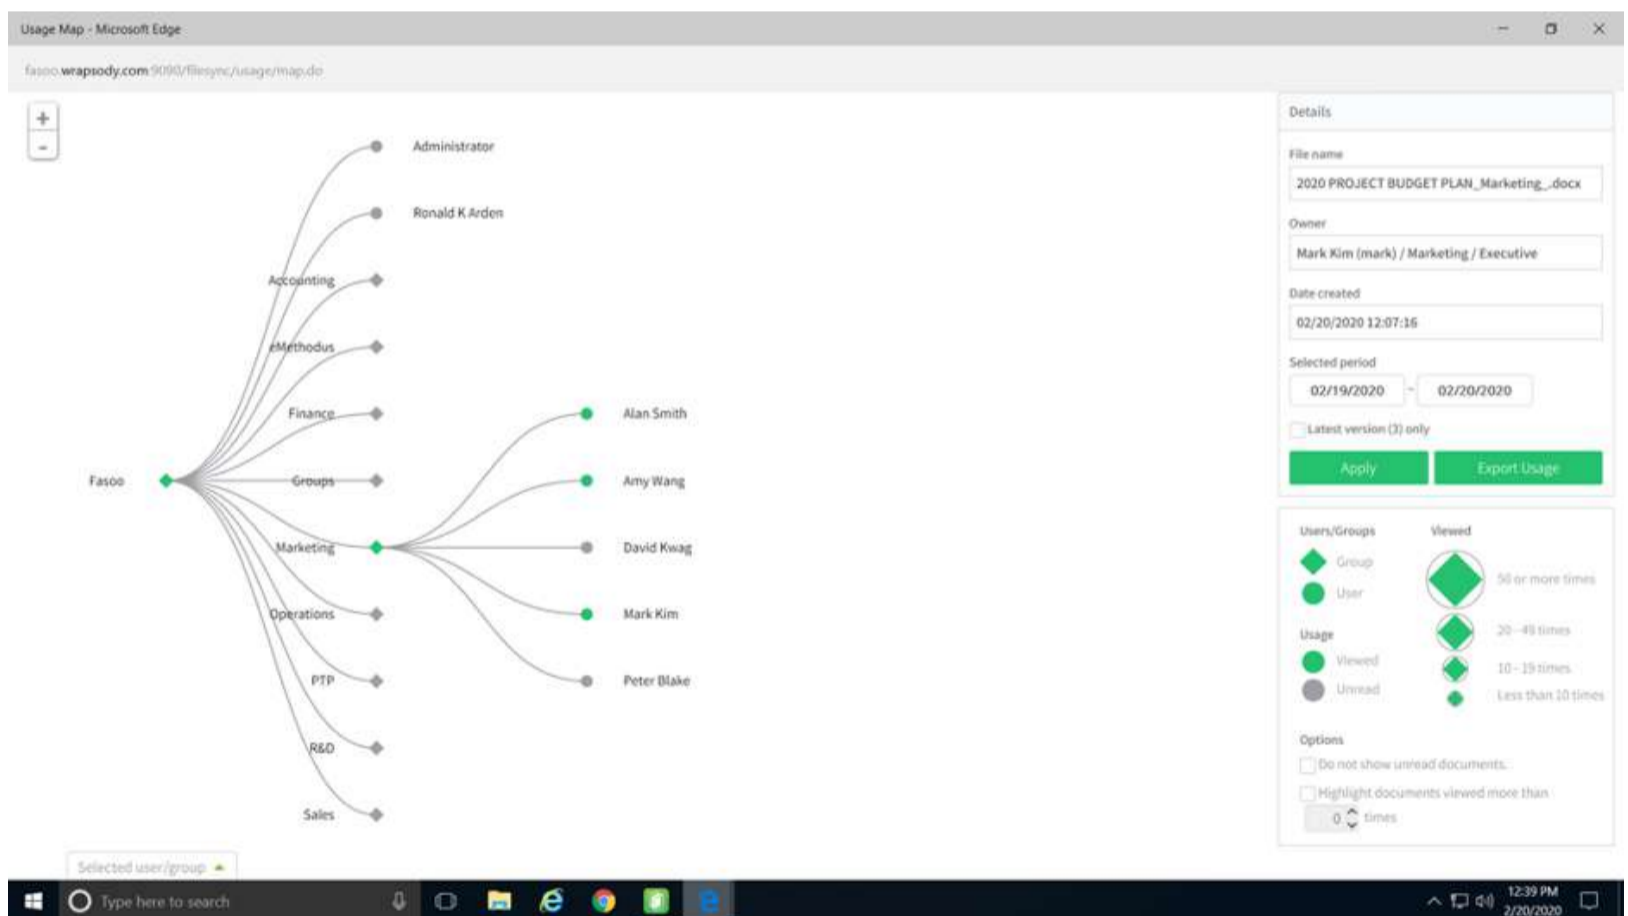 Usage Map - Microsoft Edge
fasoo.wrapsody.com:9090/filesync/usage/map.do
+
-
Administrator
Ronald K Arden
Accounting
eMethodus
Finance
Groups
Marketing
Operations
PTP
R&D
Sales
Fasoo
Alan Smith
Amy Wang
David Kwag
Mark Kim
Peter Blake
Details
File name
2020 PROJECT BUDGET PLAN_Marketing_.docx
Owner
Mark Kim (mark) / Marketing / Executive
Date created
02/20/2020 12:07:16
Selected period
02/19/2020 ~ 02/20/2020
Latest version (3) only
Apply Export Usage
Users/Groups Viewed
Group
User
50 or more times
Usage
20 - 49 times
Viewed
10 - 19 times
Unread
Less than 10 times
Options
Do not show unread documents.
Highlight documents viewed more than
0 times
Selected user/group
Type here to search
12:39 PM
2/20/2020